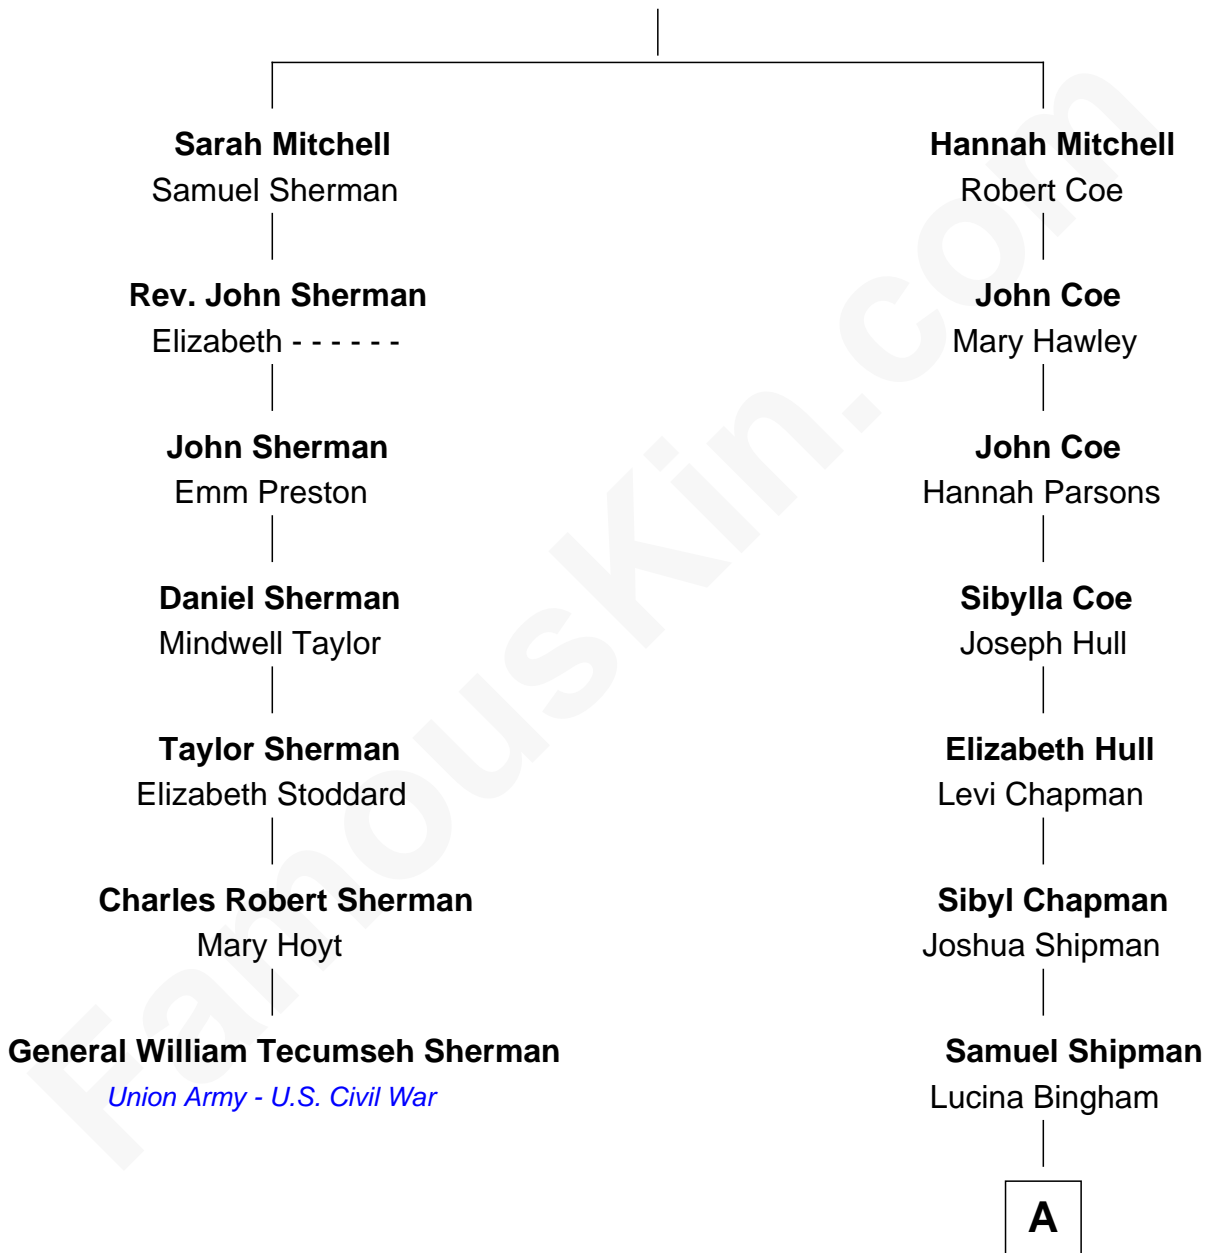 Sarah Mitchell
Samuel Sherman
Hannah Mitchell
Robert Coe
Rev. John Sherman
Elizabeth - - - - - -
John Coe
Mary Hawley
John Sherman
Emm Preston
John Coe
Hannah Parsons
Daniel Sherman
Mindwell Taylor
Sibylla Coe
Joseph Hull
Taylor Sherman
Elizabeth Stoddard
Elizabeth Hull
Levi Chapman
Charles Robert Sherman
Mary Hoyt
Sibyl Chapman
Joshua Shipman
General William Tecumseh Sherman
Union Army - U.S. Civil War
Samuel Shipman
Lucina Bingham
A
FamousKin.com